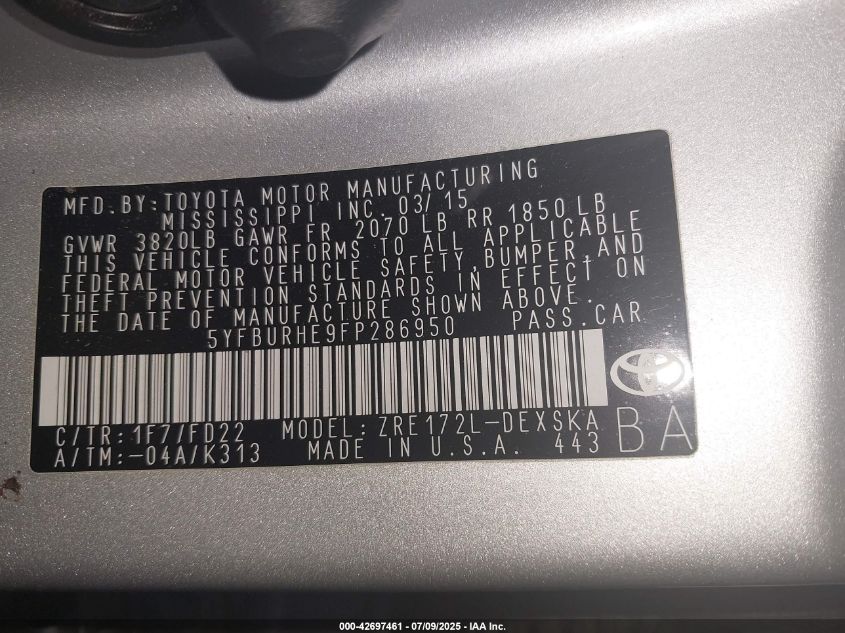 MFD.BY:TOYOTA MOTOR MANUFACTURING
MISSISSIPPI INC. 03/15
GVWR 3820LB GAWR FR 2070 LB RR 1850 LB
THIS VEHICLE CONFORMS TO ALL APPLICABLE
FEDERAL MOTOR VEHICLE SAFETY,BUMPER,AND
THEFT PREVENTION STANDARDS IN EFFECT ON
THE DATE OF MANUFACTURE SHOWN ABOVE.
5YFBURHE9FP286950 PASS.CAR
C/TR:1F7/FD22 MODEL:ZRE172L-DEXSKA
A/TM:-04A/K313 MADE IN U.S.A. 443
BA
000-42697461 - 07/09/2025 - IAA Inc.